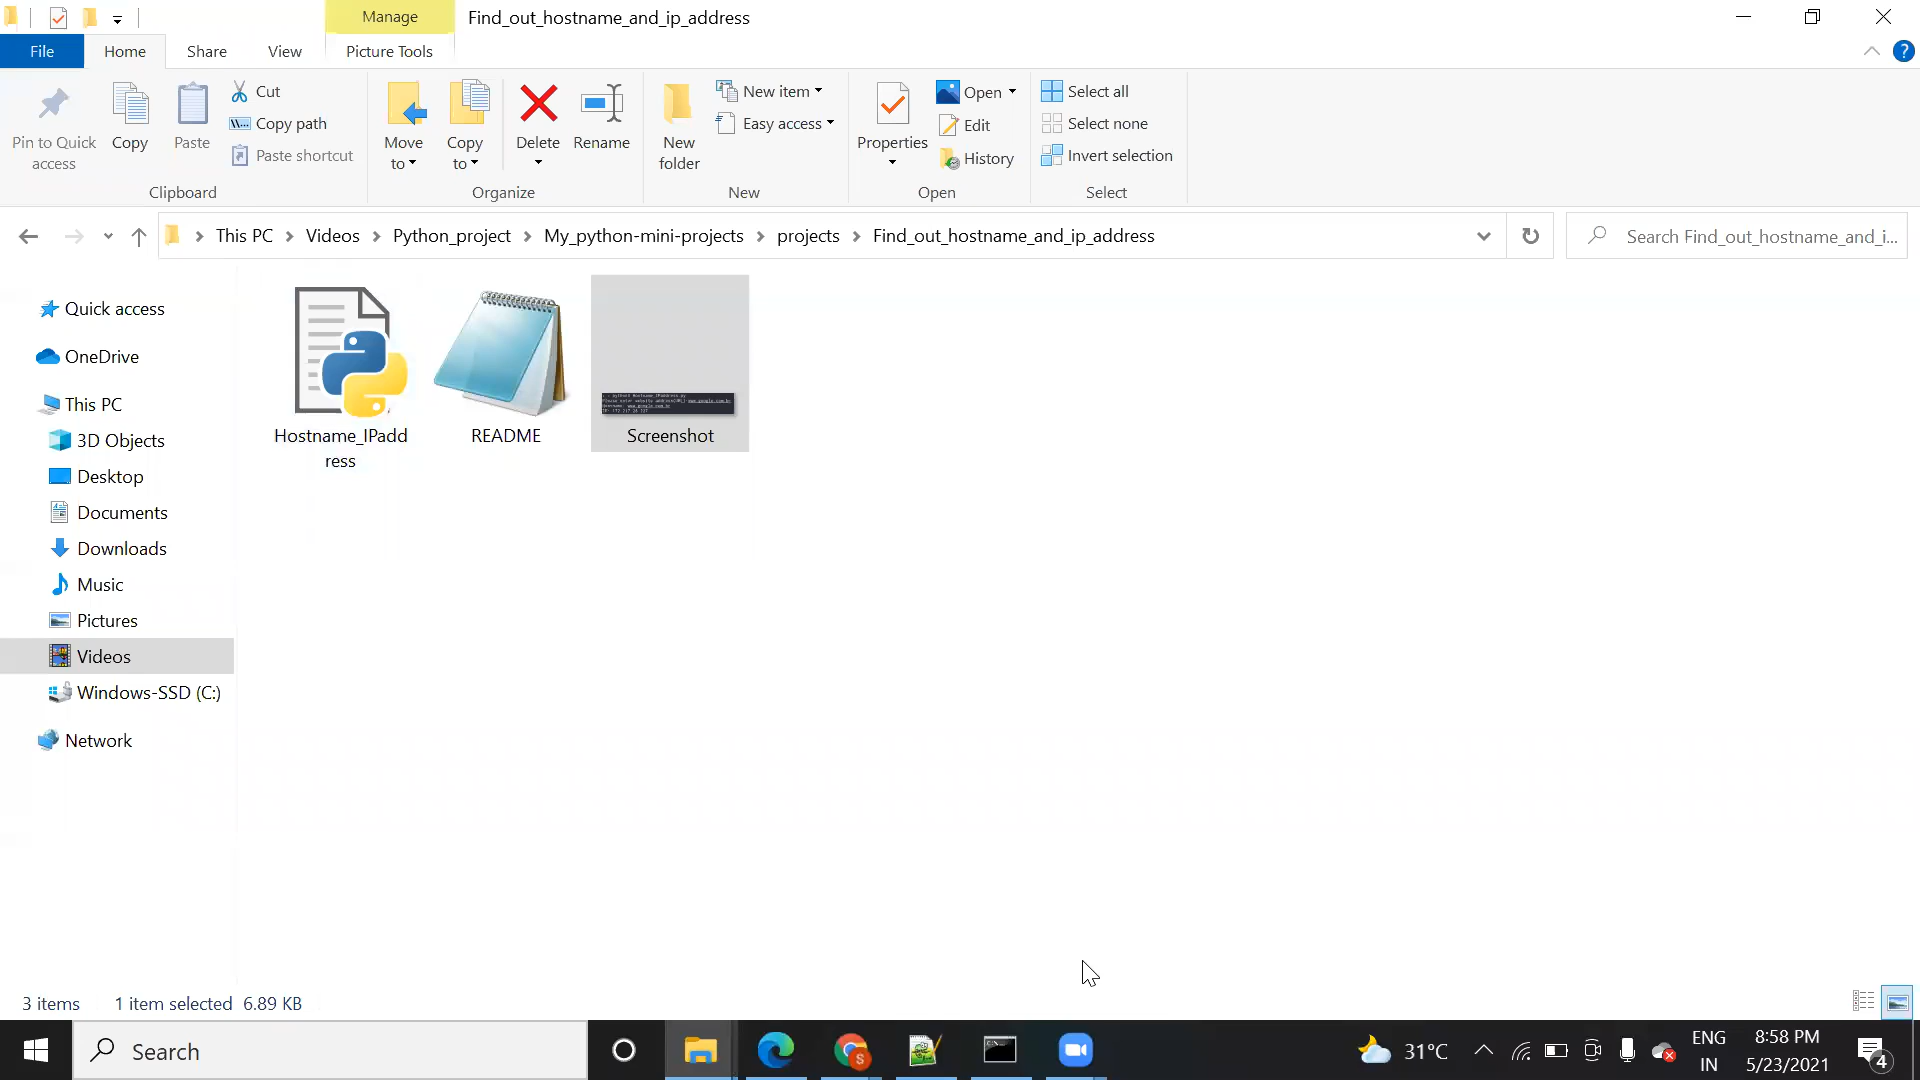 Manage
Find_out_hostname_and_ip_address
File
Home
Share
View
Picture Tools
Pin to Quick
access
Copy
Paste
Cut
Copy path
Paste shortcut
Clipboard
Move
to
Copy
to
Delete
Rename
Organize
New
folder
New item
Easy access
New
Properties
Open
Edit
History
Open
Select all
Select none
Invert selection
Select
This PC
Videos
Python_project
My_python-mini-projects
projects
Find_out_hostname_and_ip_address
Search Find_out_hostname_and_i...
Quick access
OneDrive
This PC
3D Objects
Desktop
Documents
Downloads
Music
Pictures
Videos
Windows-SSD (C:)
Network
Hostname_IPadd
ress
README
Screenshot
3 items
1 item selected 6.89 KB
Search
31°C
ENG
IN
8:58 PM
5/23/2021
4